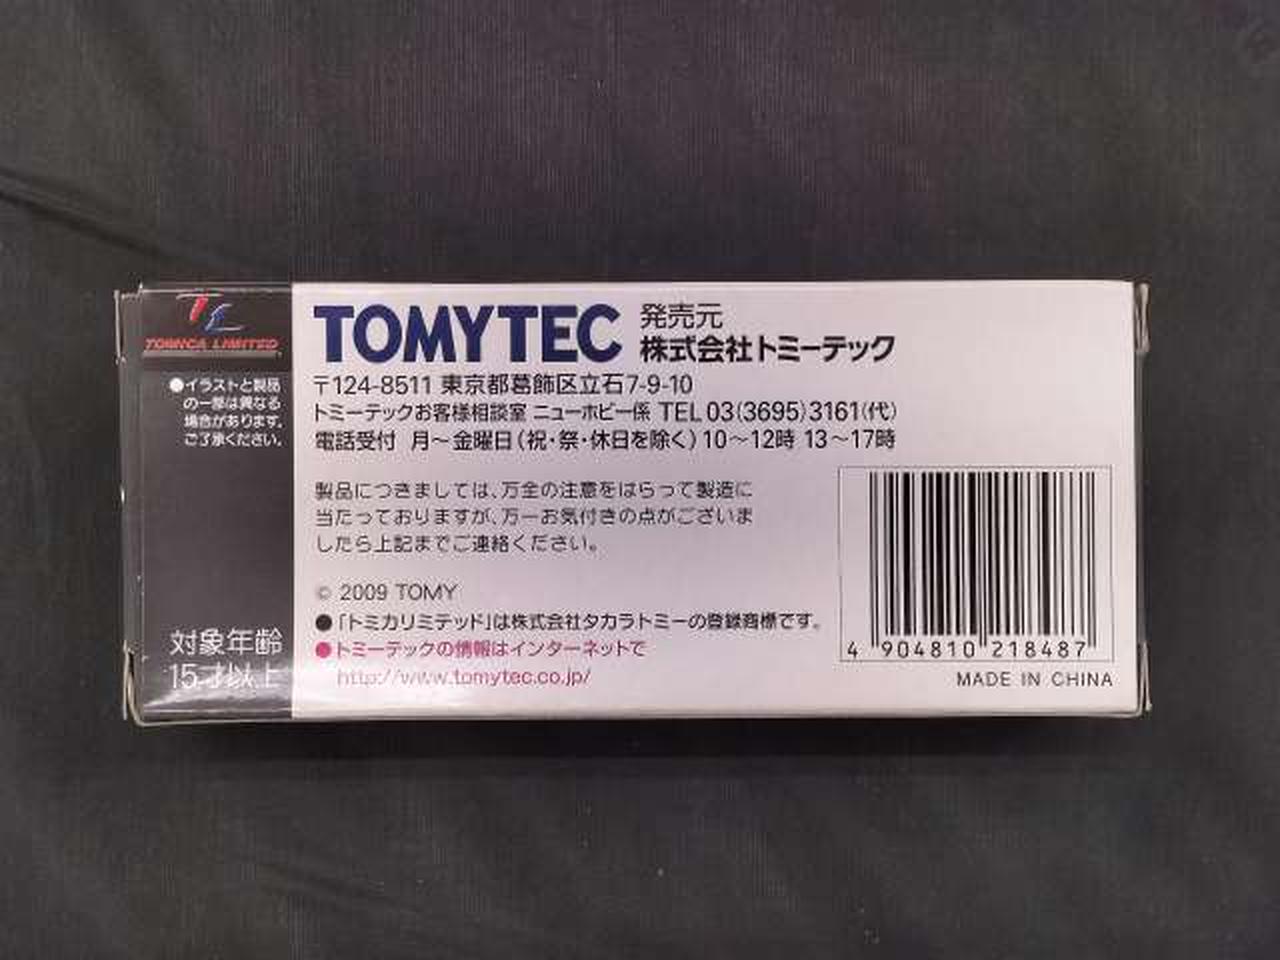 TOMICA LIMITED
●イラストと製品
の一部は異なる
場合があります。
ご了承ください。
対象年齢
15才以上
TOMYTEC
発売元
株式会社トミーテック
〒124-8511 東京都葛飾区立石7-9-10
トミーテックお客様相談室 ニューホビー係 TEL 03(3695)3161(代)
電話受付 月〜金曜日(祝・祭・休日を除く) 10〜12時 13〜17時
製品につきましては、万全の注意をはらって製造に
当たっておりますが、万一お気付きの点がございま
したら上記までご連絡ください。
© 2009 TOMY
●「トミカリミテッド」は株式会社タカラトミーの登録商標です。
●トミーテックの情報はインターネットで
http://www.tomytec.co.jp/
4 904810 218487
MADE IN CHINA